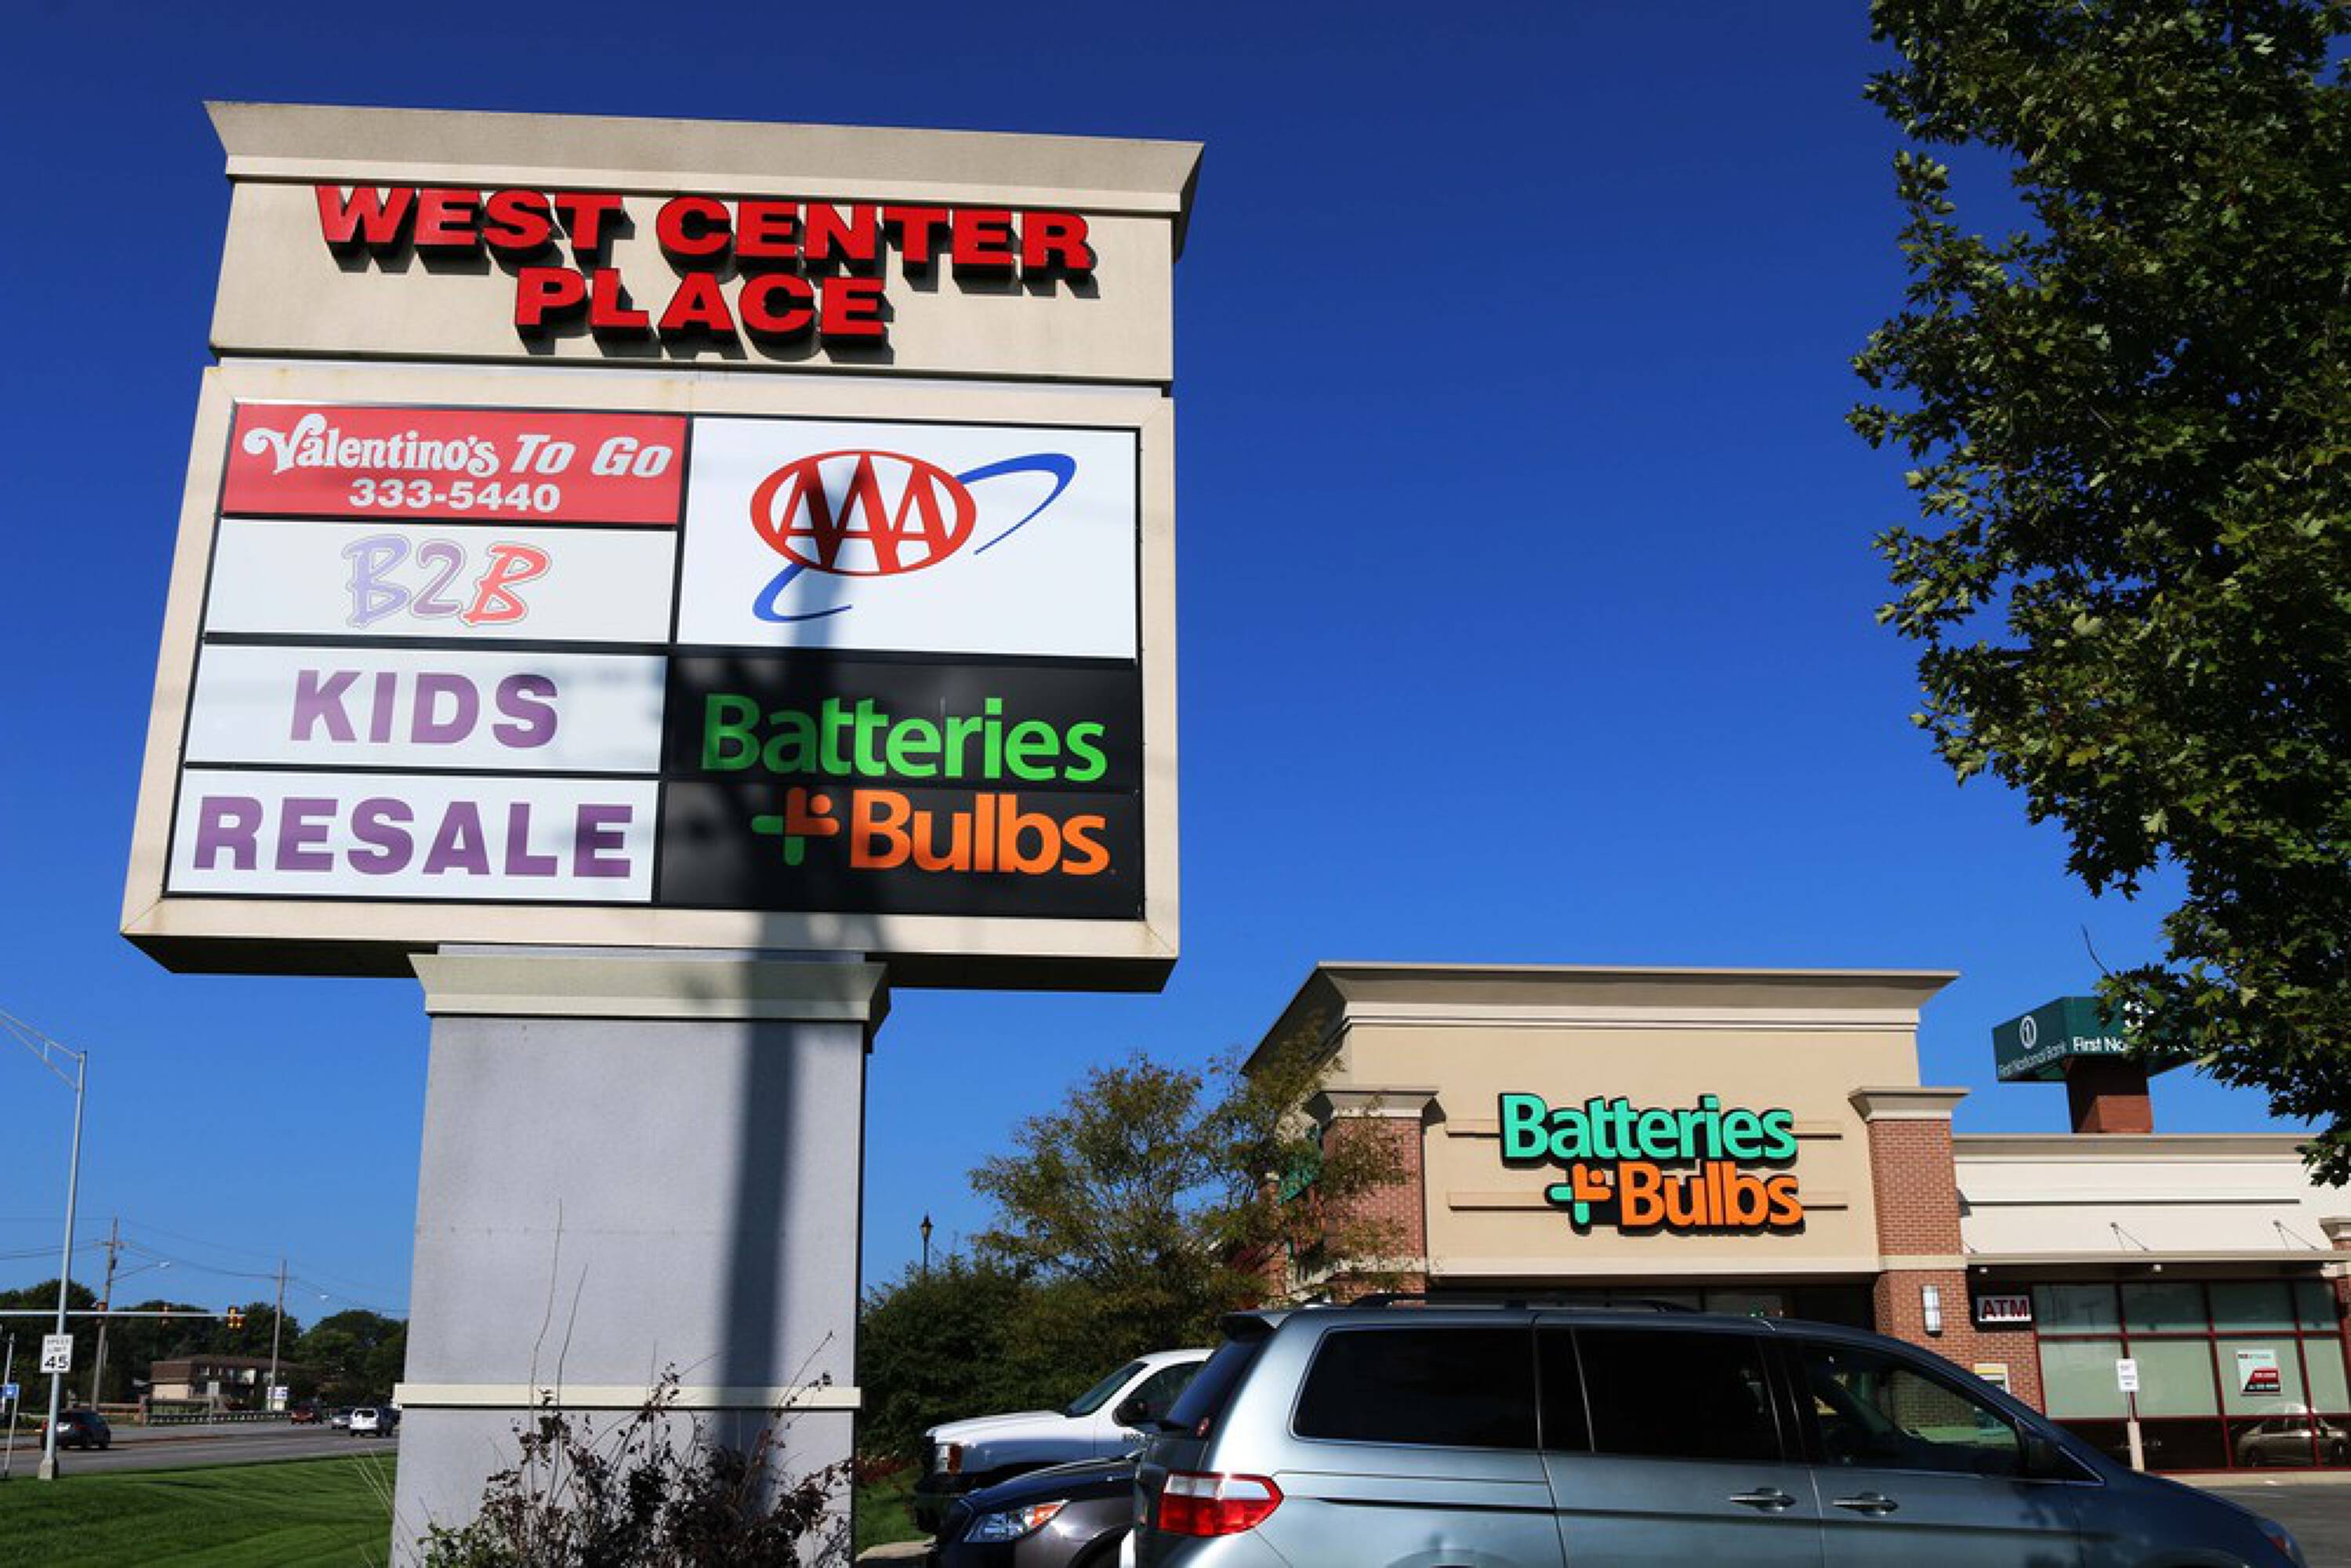 WEST CENTER
PLACE
Valentino's To Go
333-5440
B2B
KIDS
RESALE
AAA
Batteries
+Bulbs
Batteries
+Bulbs
First National Bank
First
ATM
SPEED
LIMIT
45